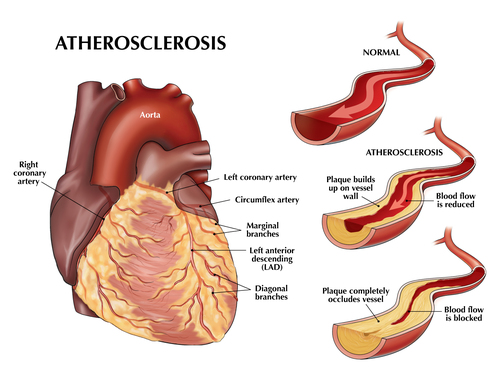 ATHEROSCLEROSIS
Aorta
Right
coronary
artery
Left coronary artery
Circumflex artery
Marginal
branches
Left anterior
descending
(LAD)
Diagonal
branches
NORMAL
ATHEROSCLEROSIS
Plaque builds
up on vessel
wall
Blood flow
is reduced
Plaque completely
occludes vessel
Blood flow
is blocked